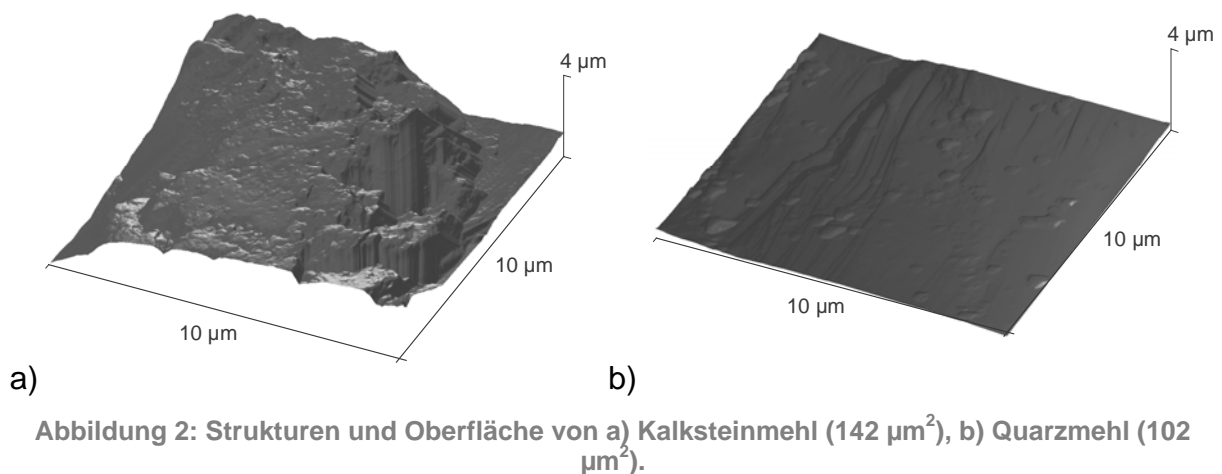 4 µm
10 µm
10 µm
a)
4 µm
10 µm
10 µm
b)
Abbildung 2: Strukturen und Oberfläche von a) Kalksteinmehl (142 µm²), b) Quarzmehl (102
µm²).